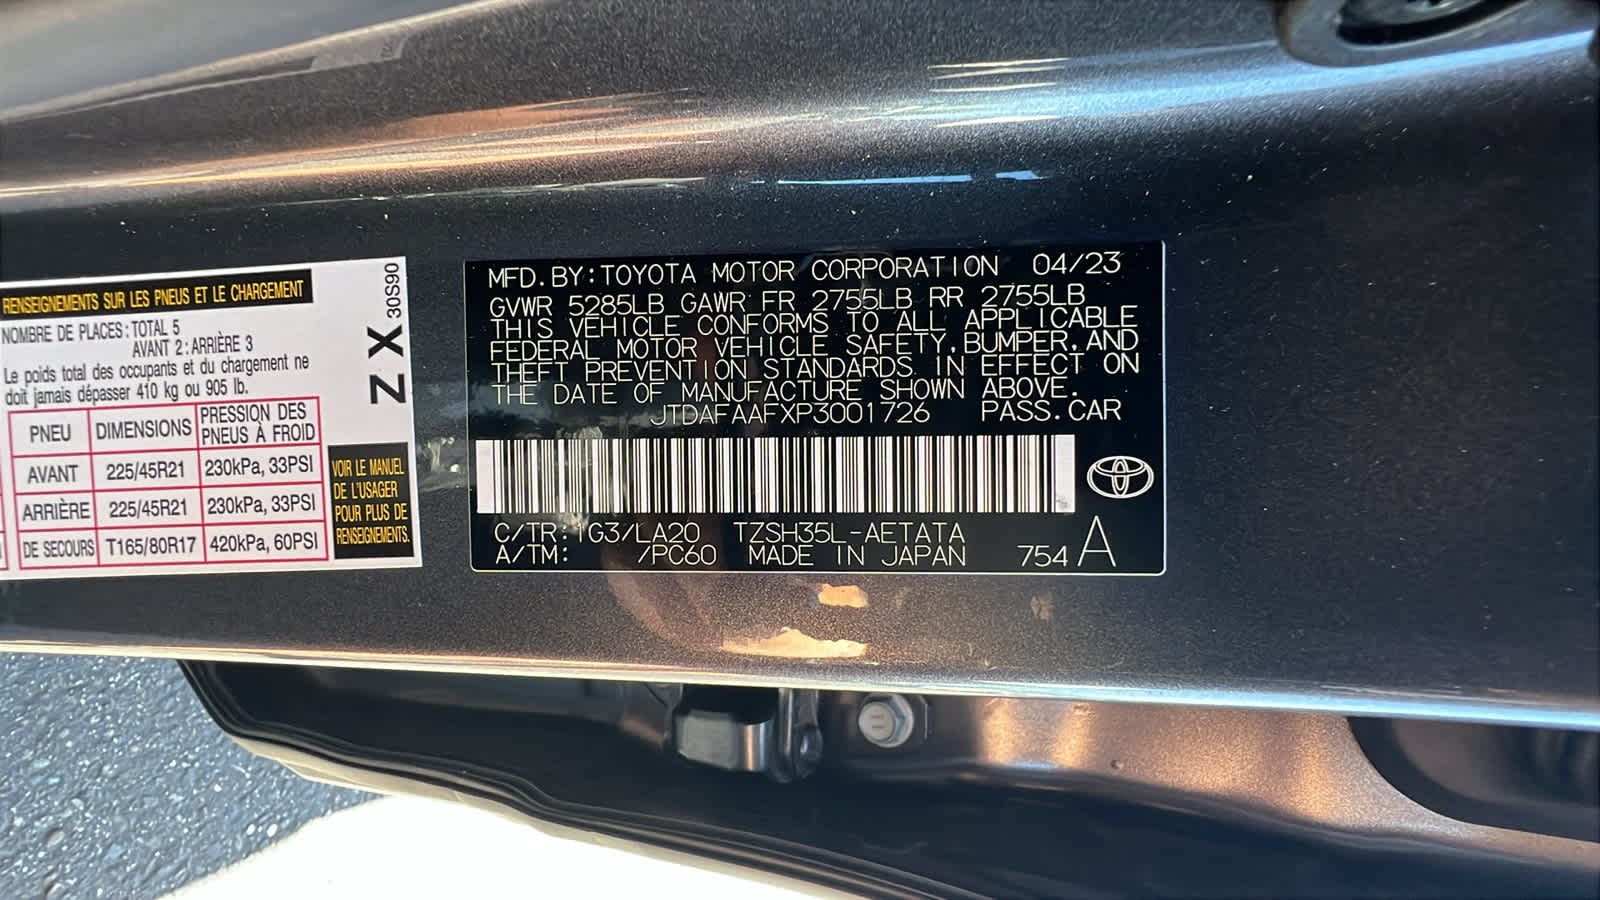 RENSEIGNEMENTS SUR LES PNEUS ET LE CHARGEMENT
NOMBRE DE PLACES: TOTAL 5
AVANT 2: ARRIÈRE 3
Le poids total des occupants et du chargement ne
doit jamais dépasser 410 kg ou 905 lb.
PNEU DIMENSIONS PRESSION DES PNEUS À FROID
AVANT 225/45R21 230kPa, 33PSI
ARRIÈRE 225/45R21 230kPa, 33PSI
DE SECOURS T165/80R17 420kPa, 60PSI
Z X 30S90
VOIR LE MANUEL
DE L'USAGER
POUR PLUS DE
RENSEIGNEMENTS.
MFD. BY: TOYOTA MOTOR CORPORATION 04/23
GVWR 5285LB GAWR FR 2755LB RR 2755LB
THIS VEHICLE CONFORMS TO ALL APPLICABLE
FEDERAL MOTOR VEHICLE SAFETY, BUMPER, AND
THEFT PREVENTION STANDARDS IN EFFECT ON
THE DATE OF MANUFACTURE SHOWN ABOVE.
JTDAFAAFXP3001726 PASS. CAR
C/TR: 1G3/LA20 TZSH35L-AETATA
A/TM: /PC60 MADE IN JAPAN 754 A